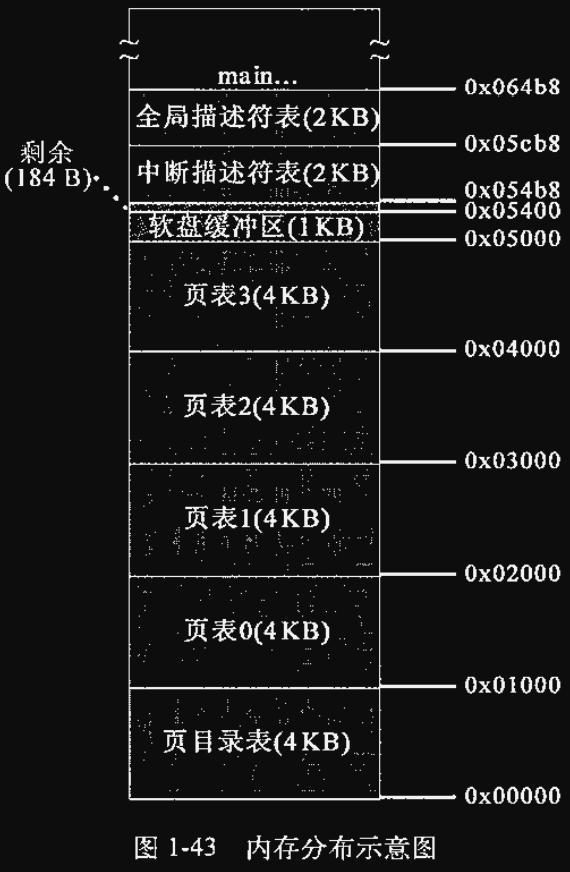 main...
0x064b8
全局描述符表(2KB)
0x05cb8
剩余
(184 B)
中断描述符表(2KB)
0x054b8
0x05400
软盘缓冲区(1KB)
0x05000
页表3(4KB)
0x04000
页表2(4KB)
0x03000
页表1(4KB)
0x02000
页表0(4KB)
0x01000
页目录表(4KB)
0x00000
图 1-43 内存分布示意图